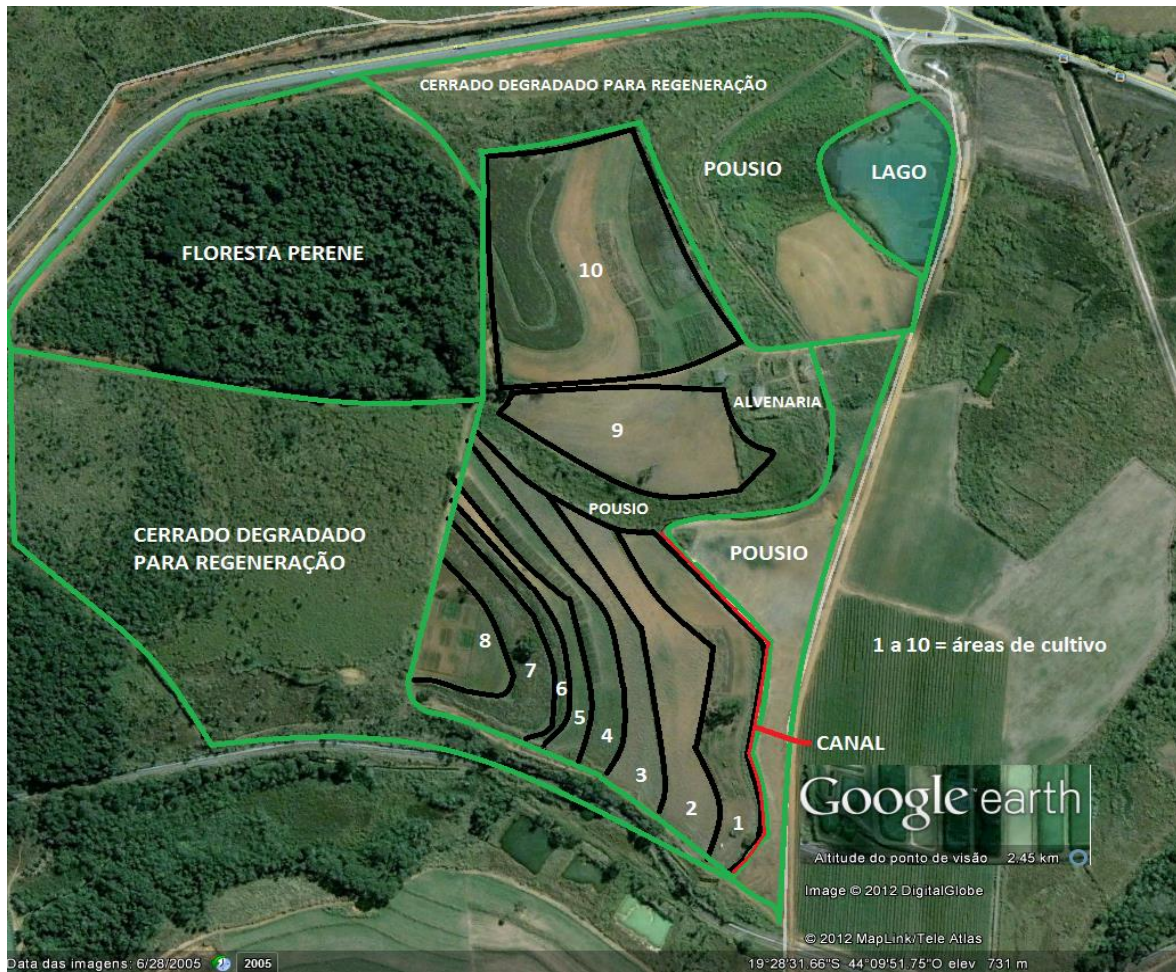 CERRADO DEGRADADO PARA REGENERAÇÃO
POUSIO
LAGO
FLORESTA PERENE
10
ALVENARIA
9
POUSIO
CERRADO DEGRADADO
PARA REGENERAÇÃO
POUSIO
8
7
6
5
4
3
2
1
1 a 10 = áreas de cultivo
CANAL
Google earth
Altitude do ponto de visão 2.45 km
Image © 2012 DigitalGlobe
© 2012 MapLink/Tele Atlas
Data das imagens: 6/28/2005 2005 19°28'31.66"S 44°09'51.75"O elev 731 m